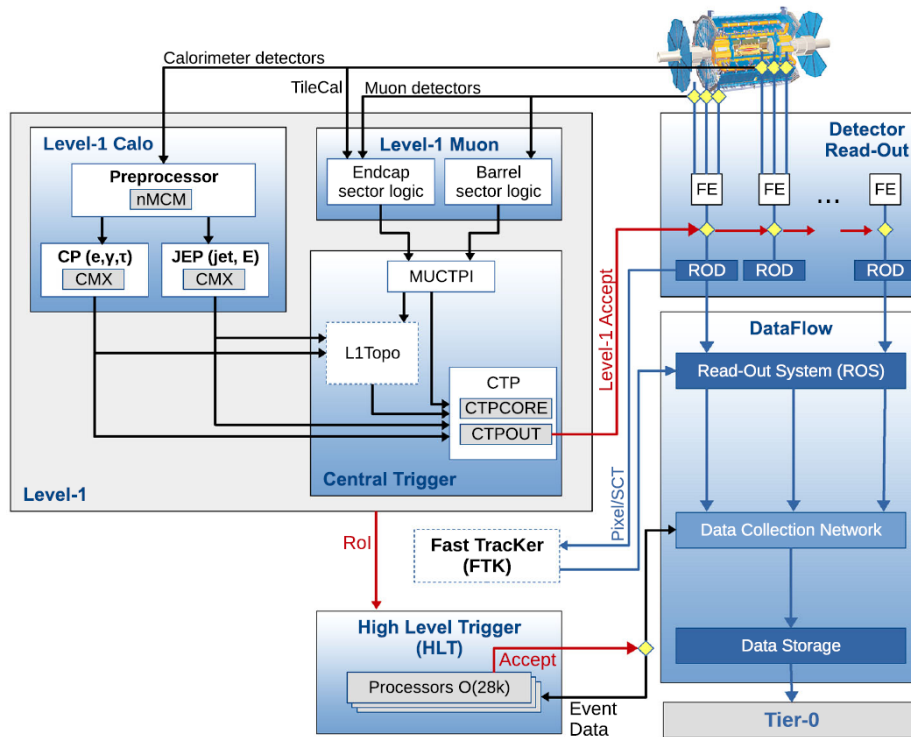 Calorimeter detectors
TileCal
Muon detectors
Level-1 Calo
Preprocessor
nMCM
CP (e,γ,τ)
CMX
JEP (jet, E)
CMX
Level-1 Muon
Endcap
sector logic
Barrel
sector logic
Detector
Read-Out
FE
FE
...
FE
ROD
ROD
ROD
MUCTPI
L1Topo
CTP
CTPCORE
CTPOUT
Central Trigger
Level-1
Level-1 Accept
DataFlow
Read-Out System (ROS)
Data Collection Network
Data Storage
Tier-0
Pixel/SCT
RoI
Fast TracKer
(FTK)
High Level Trigger
(HLT)
Accept
Processors O(28k)
Event
Data